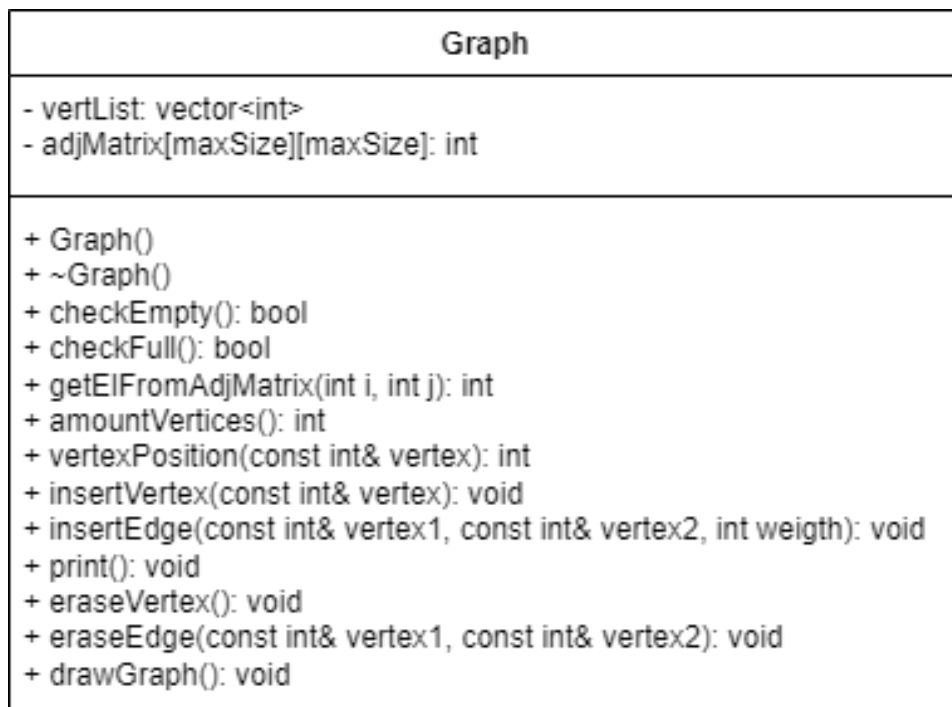 Graph
- vertList: vector<int>
- adjMatrix[maxSize][maxSize]: int
+ Graph()
+ ~Graph()
+ checkEmpty(): bool
+ checkFull(): bool
+ getElFromAdjMatrix(int i, int j): int
+ amountVertices(): int
+ vertexPosition(const int& vertex): int
+ insertVertex(const int& vertex): void
+ insertEdge(const int& vertex1, const int& vertex2, int weigth): void
+ print(): void
+ eraseVertex(): void
+ eraseEdge(const int& vertex1, const int& vertex2): void
+ drawGraph(): void